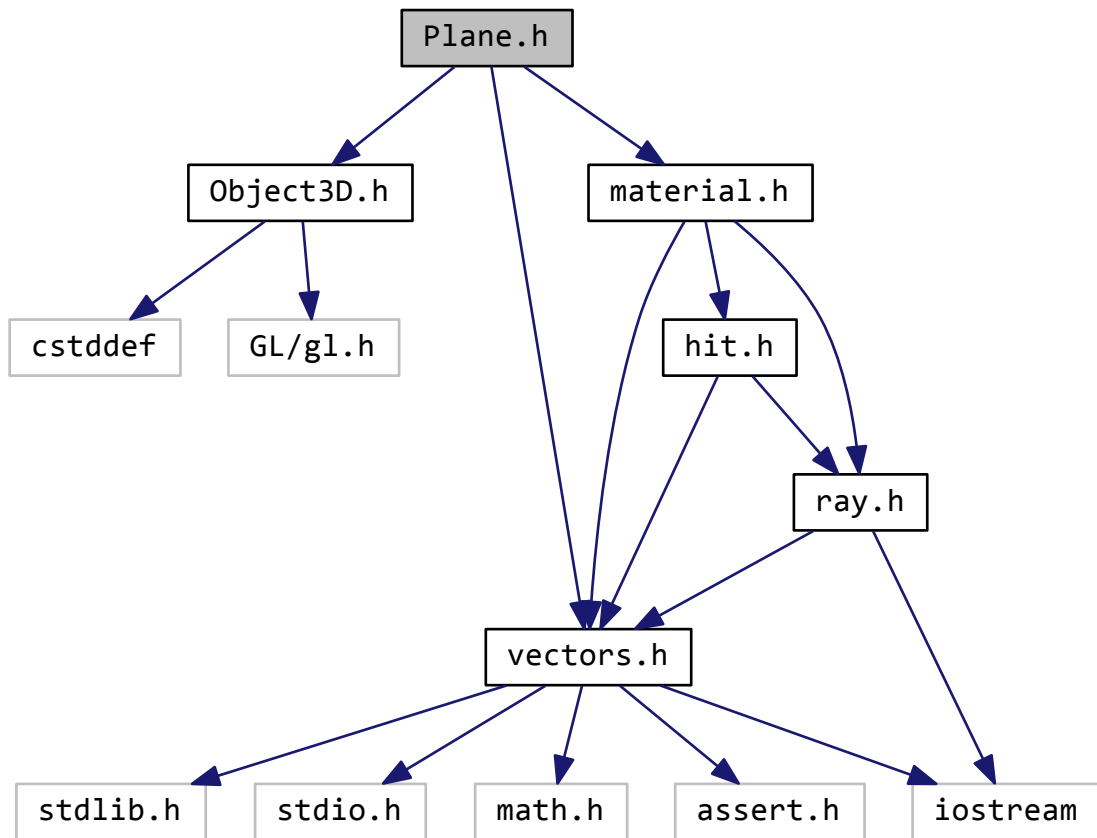 Plane.h
Object3D.h
material.h
cstddef
GL/gl.h
hit.h
ray.h
vectors.h
stdlib.h
stdio.h
math.h
assert.h
iostream